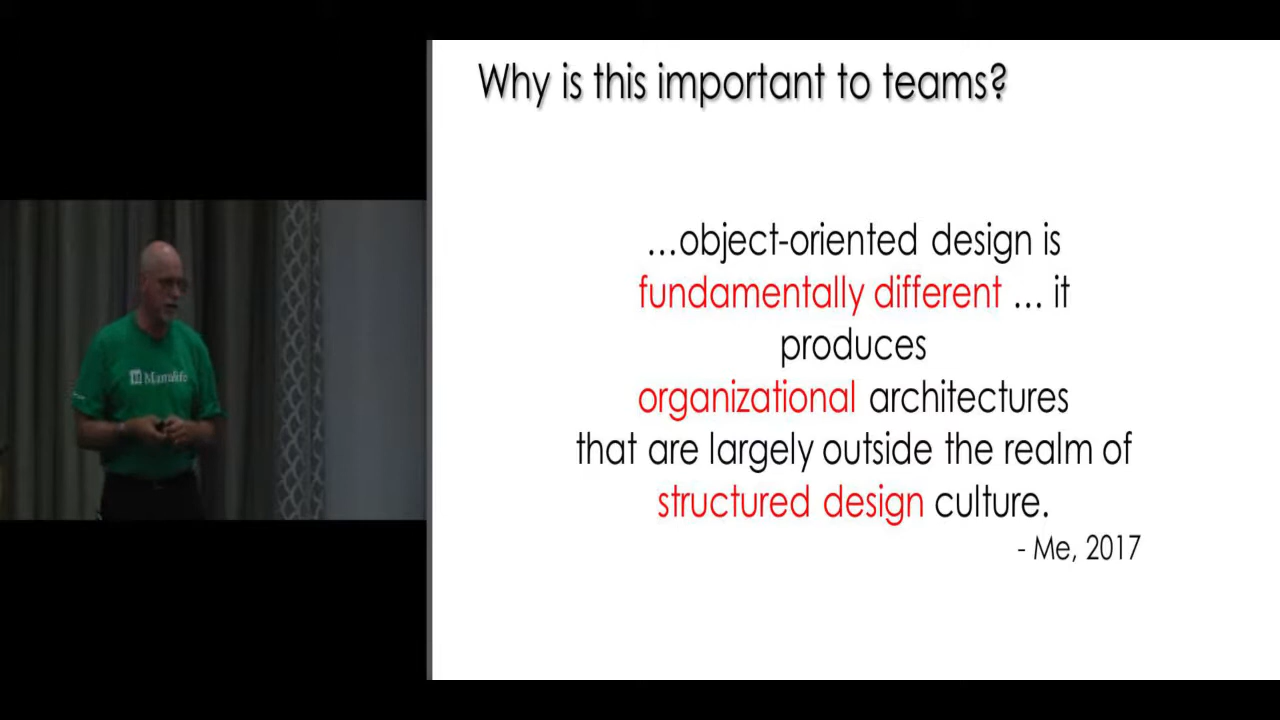 Why is this important to teams?
...object-oriented design is
fundamentally different ... it
produces
organizational architectures
that are largely outside the realm of
structured design culture.
- Me, 2017